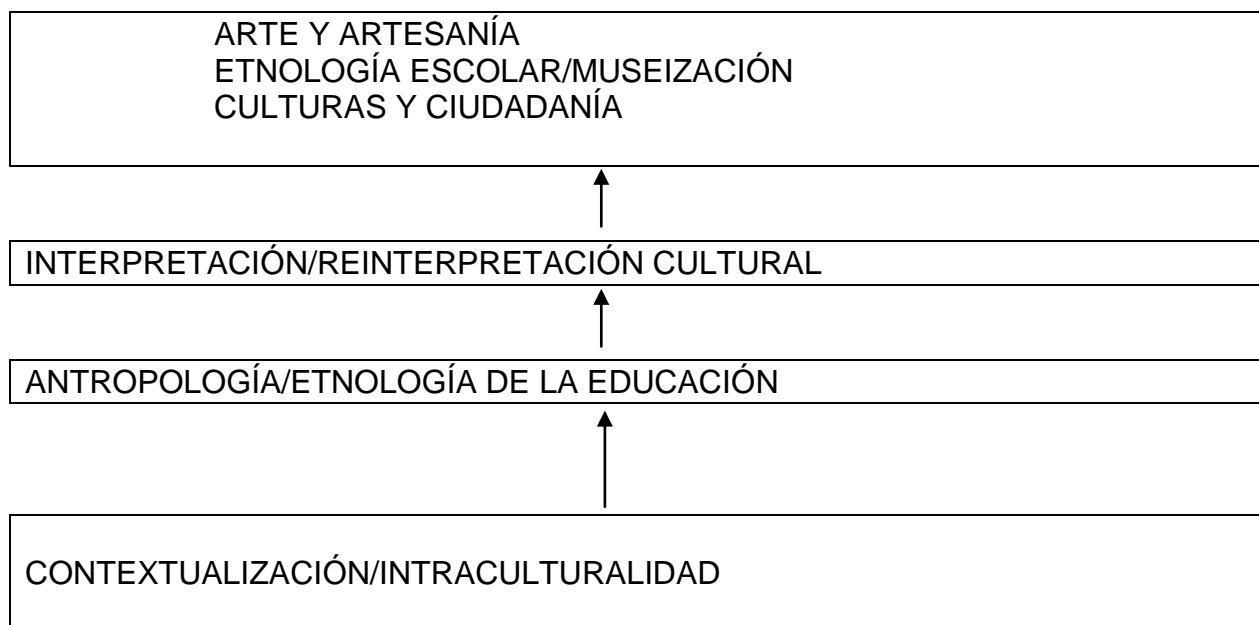 ARTE Y ARTESANÍA
ETNOLOGÍA ESCOLAR/MUSEIZACIÓN
CULTURAS Y CIUDADANÍA
INTERPRETACIÓN/REINTERPRETACIÓN CULTURAL
ANTROPOLOGÍA/ETNOLOGÍA DE LA EDUCACIÓN
CONTEXTUALIZACIÓN/INTRACULTURALIDAD